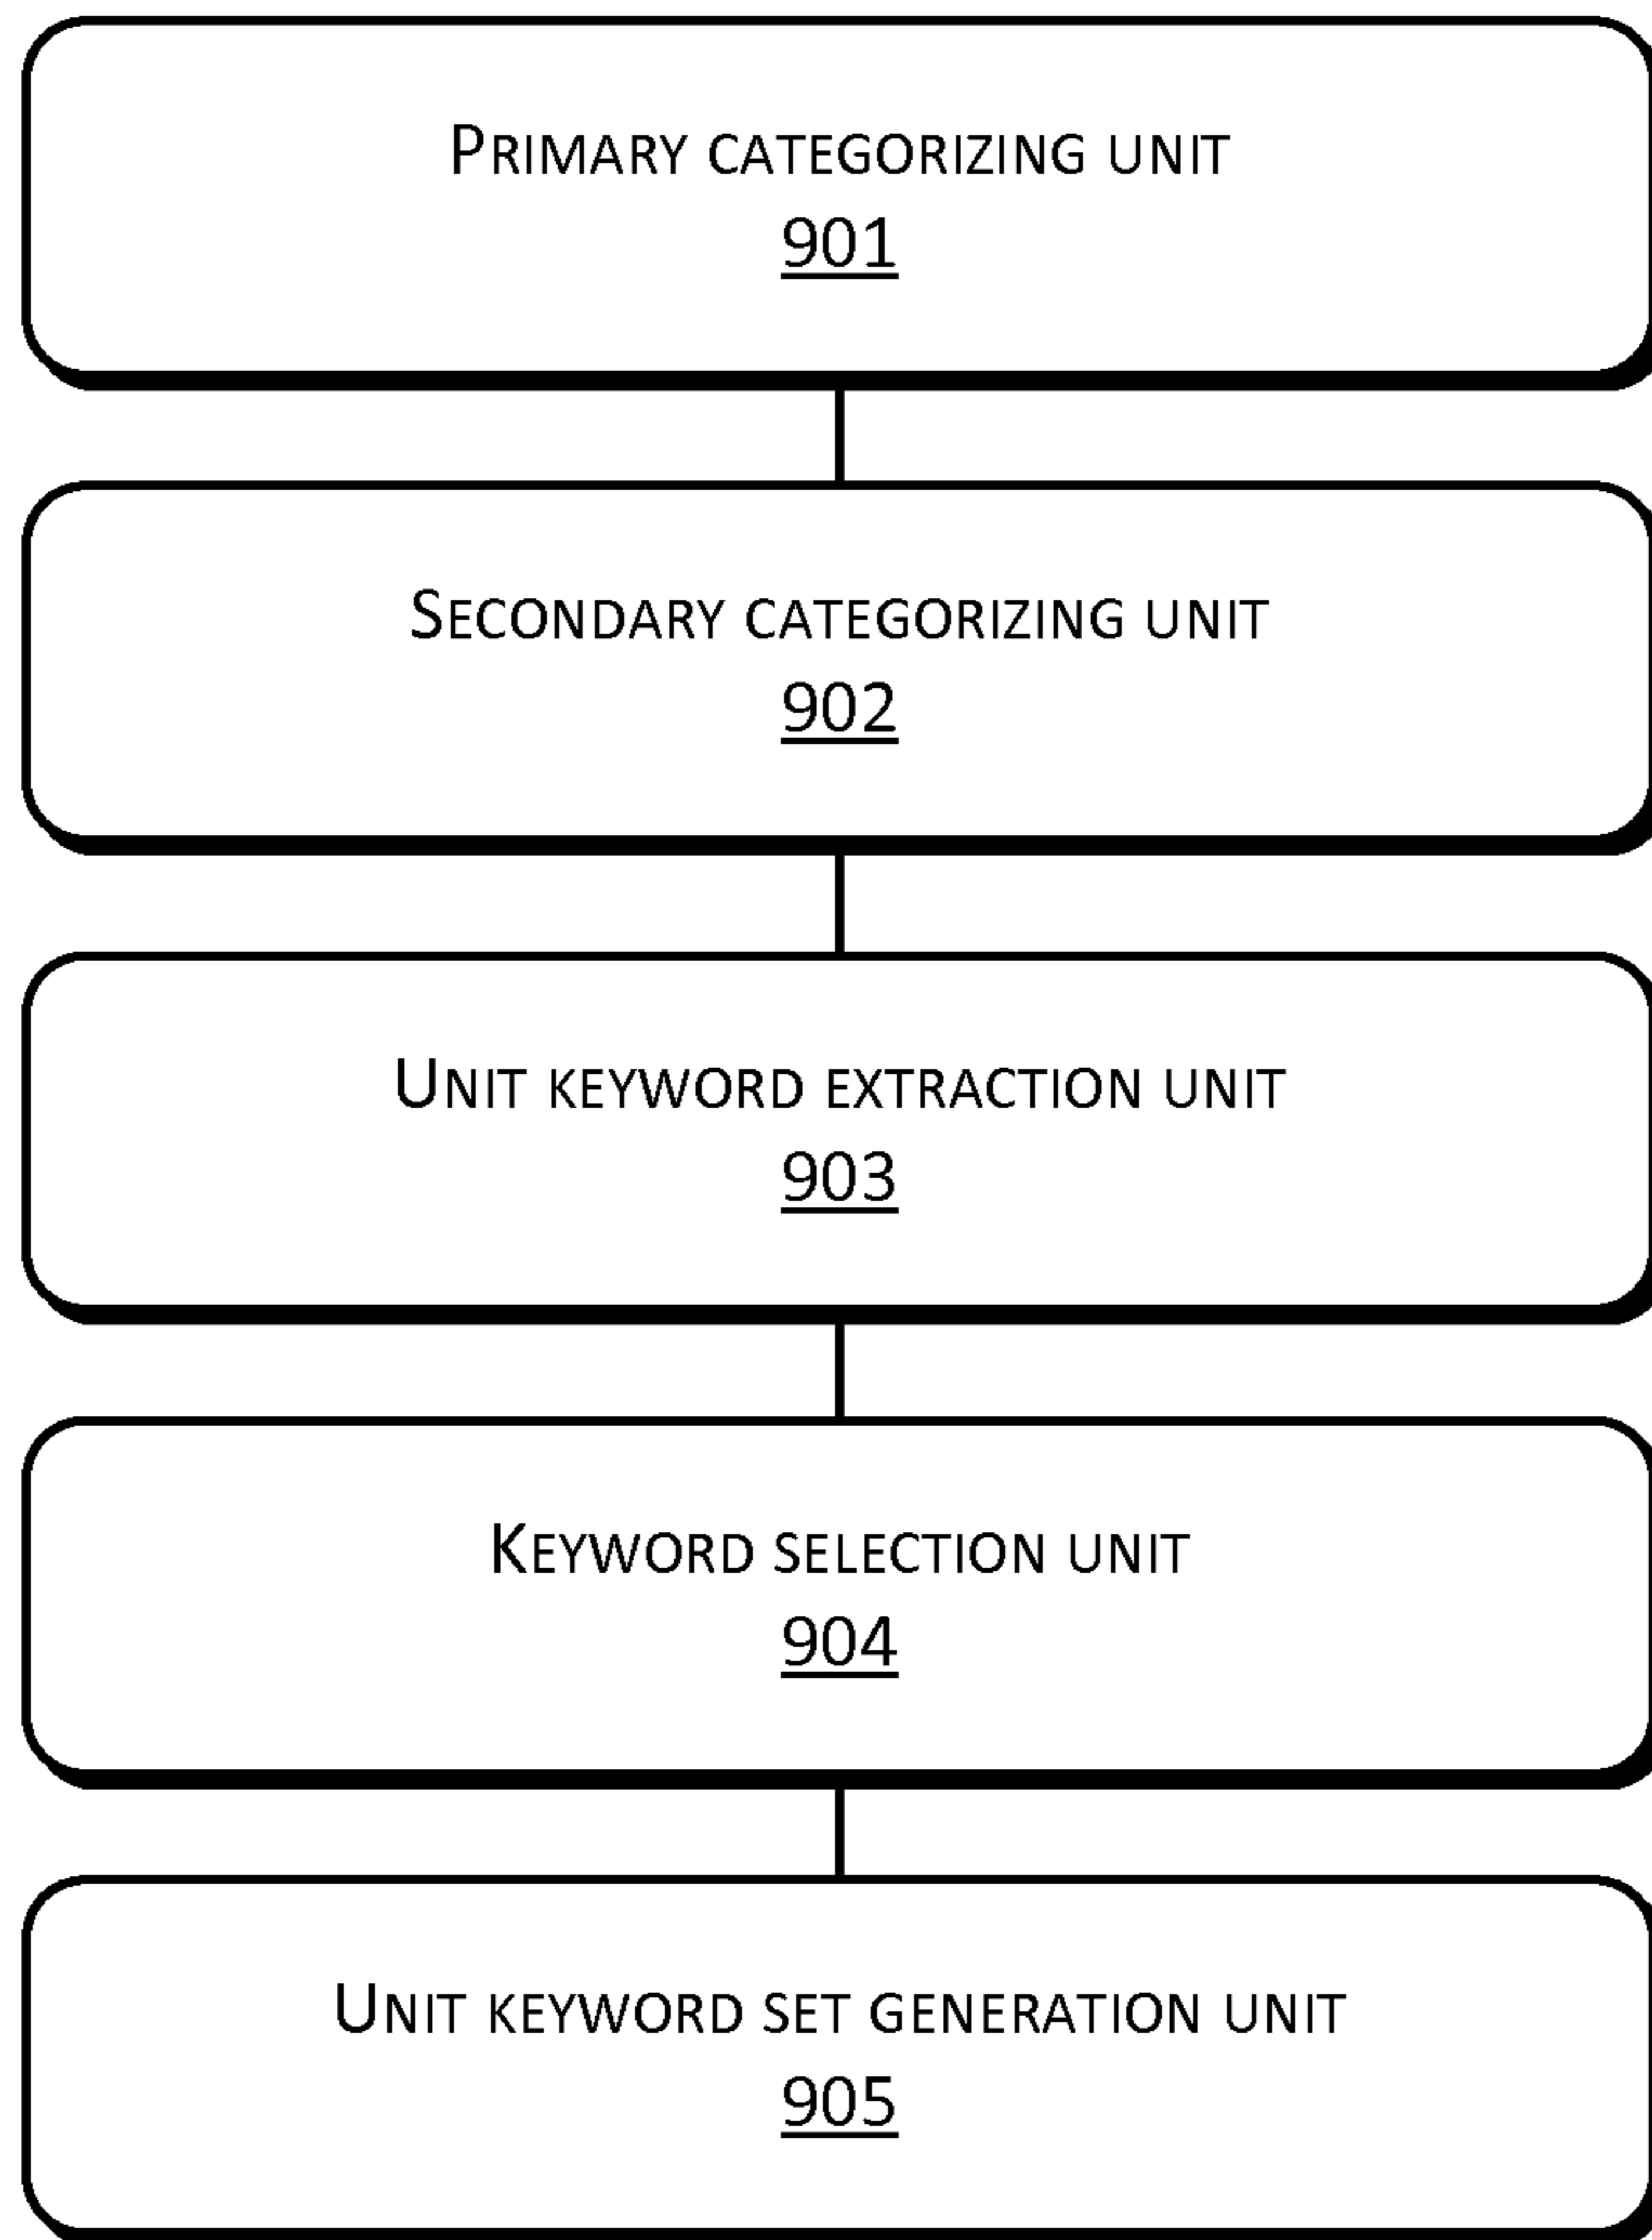 PRIMARY CATEGORIZING UNIT
901
SECONDARY CATEGORIZING UNIT
902
UNIT KEYWORD EXTRACTION UNIT
903
KEYWORD SELECTION UNIT
904
UNIT KEYWORD SET GENERATION UNIT
905